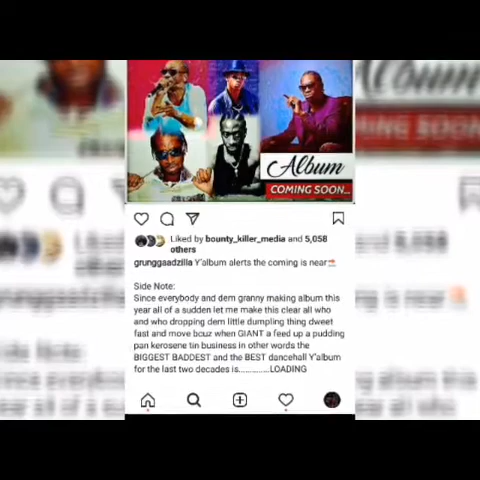 Album
COMING SOON...
Liked by bounty_killer_media and 5,058
others
grunggaadzilla Y'album alerts the coming is near
Side Note:
Since everybody and dem granny making album this
year all of a sudden let me make this clear all who
and who dropping dem little dumpling thing dweet
fast and move bcuz when GIANT a feed up a pudding
pan kerosene tin business in other words the
BIGGEST BADDEST and the BEST dancehall Y'album
for the last two decades is..............LOADING